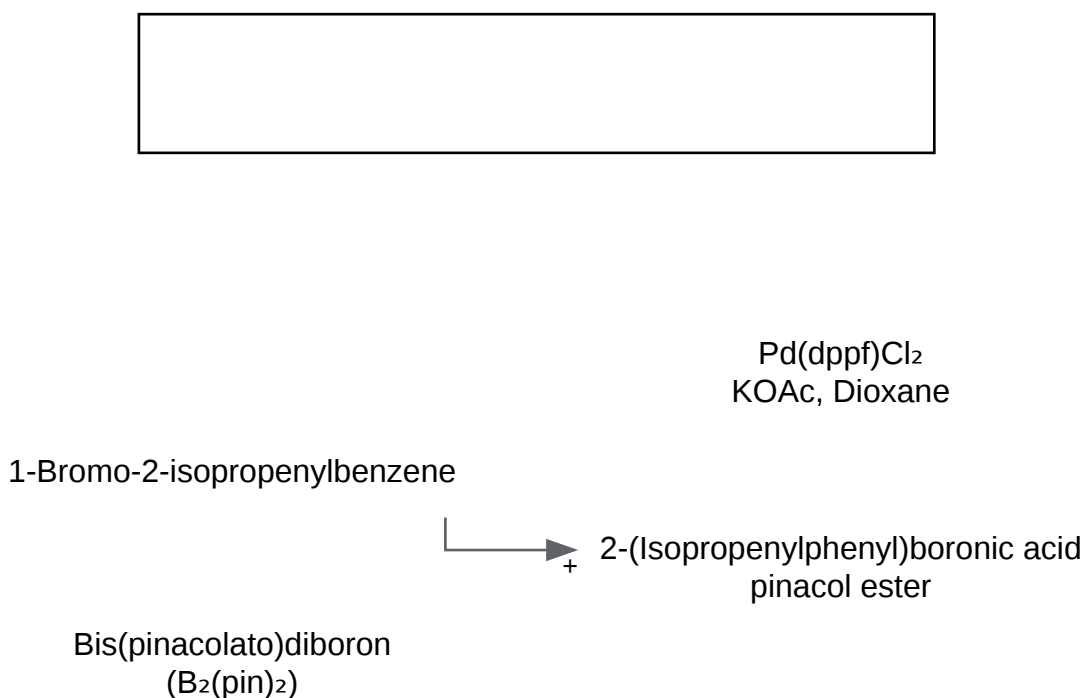 Pd(dppf)Cl₂
KOAc, Dioxane
1-Bromo-2-isopropenylbenzene
+
2-(Isopropenylphenyl)boronic acid
pinacol ester
Bis(pinacolato)diboron
(B₂(pin)₂)